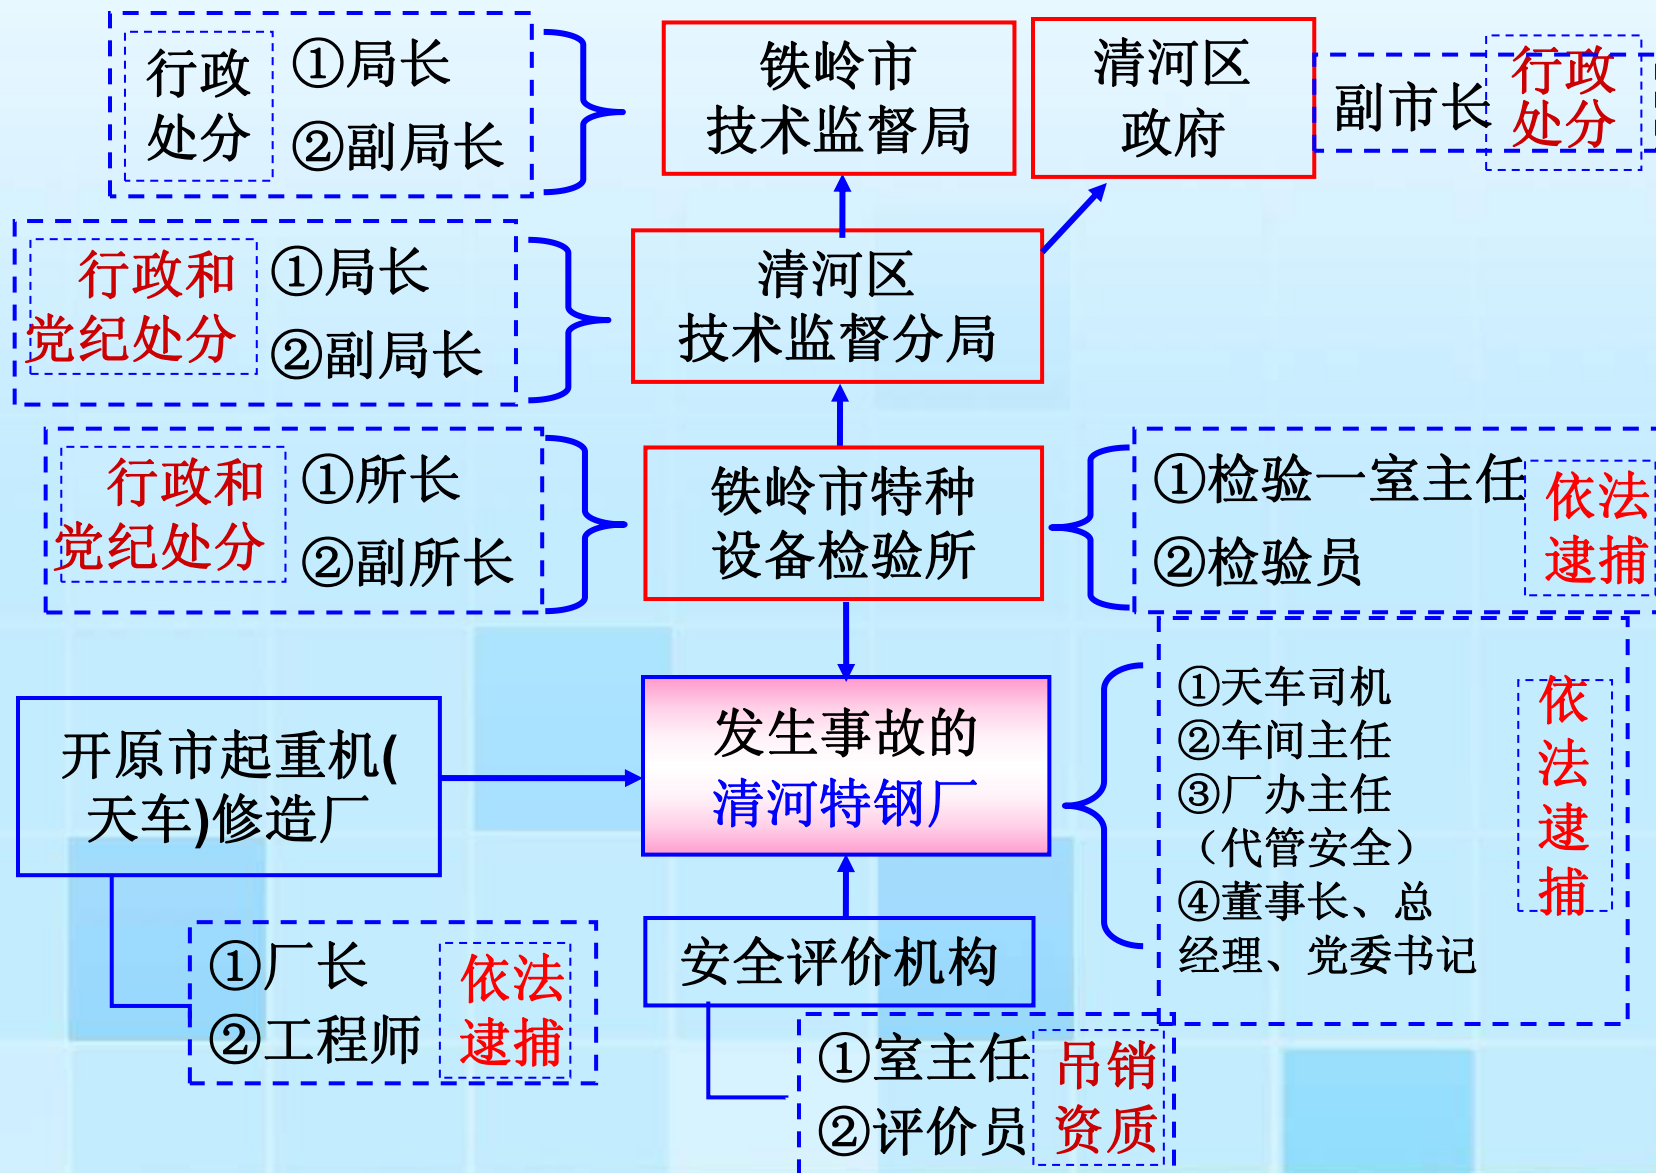 行政
处分
①局长
②副局长
铁岭市
技术监督局
清河区
政府
副市长
行政
处分
行政和
党纪处分
①局长
②副局长
清河区
技术监督分局
行政和
党纪处分
①所长
②副所长
铁岭市特种
设备检验所
①检验一室主任
②检验员
依法
逮捕
开原市起重机(
天车)修造厂
发生事故的
清河特钢厂
①天车司机
②车间主任
③厂办主任
（代管安全）
④董事长、总
经理、党委书记
依
法
逮
捕
①厂长
②工程师
依法
逮捕
安全评价机构
①室主任
②评价员
吊销
资质